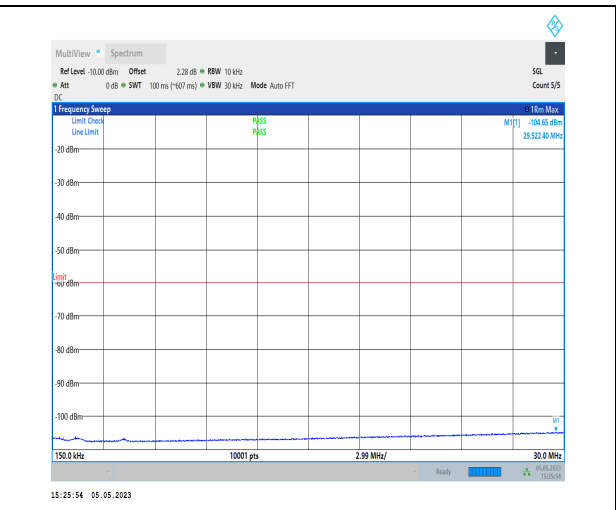 MultiView Spectrum
Ref Level -10.00 dBm Offset 2.28 dB RBW 10 kHz SGL
Att 0 dB SWT 100 ms (~607 ms) VBW 30 kHz Mode Auto FFT Count 5/5
DC
1 Frequency Sweep 1Rm Max
Limit Check PASS M1[1] -104.65 dBm
Line Limit PASS 29.522 40 MHz
-20 dBm
-30 dBm
-40 dBm
-50 dBm
Limit
-60 dBm
-70 dBm
-80 dBm
-90 dBm
-100 dBm
M1
150.0 kHz 10001 pts 2.99 MHz/ 30.0 MHz
Ready 05.05.2023
15:25:54
15:25:54 05.05.2023